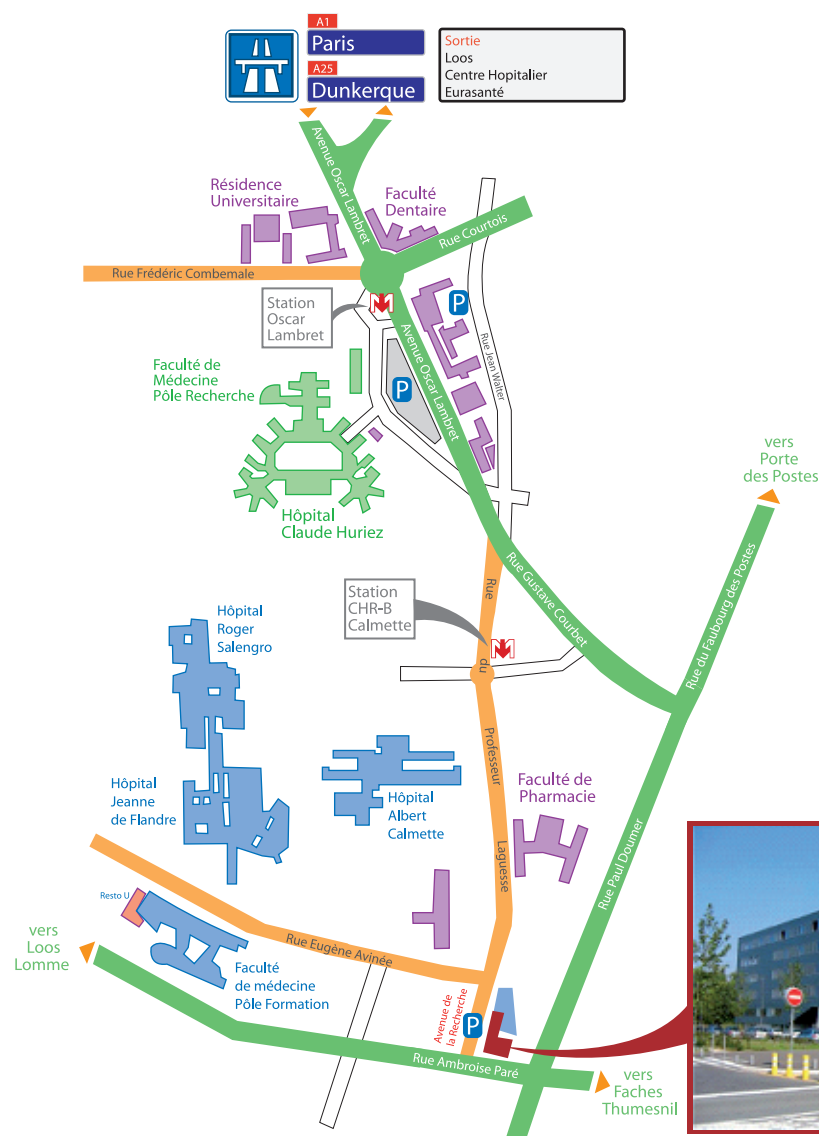 A1
Paris
A25
Dunkerque
Sortie
Loos
Centre Hopitalier
Eurasanté
Avenue Oscar Lambret
Résidence
Universitaire
Faculté
Dentaire
Rue Courtois
Rue Frédéric Combemale
Station
Oscar
Lambret
M
P
Avenue Oscar Lambret
Rue Jean Walter
Faculté de
Médecine
Pôle Recherche
P
Hôpital
Claude Huriez
vers
Porte
des Postes
Rue Gustave Courbet
Rue du Faubourg des Postes
Station
CHR-B
Calmette
M
Rue du Professeur Laguesse
Hôpital
Roger
Salengro
Hôpital
Jeanne
de Flandre
Hôpital
Albert
Calmette
Faculté de
Pharmacie
Rue Paul Doumer
Resto U
Rue Eugène Avinée
vers
Loos
Lomme
Faculté
de médecine
Pôle Formation
Avenue de
la Recherche
P
Rue Ambroise Paré
vers
Faches
Thumesnil